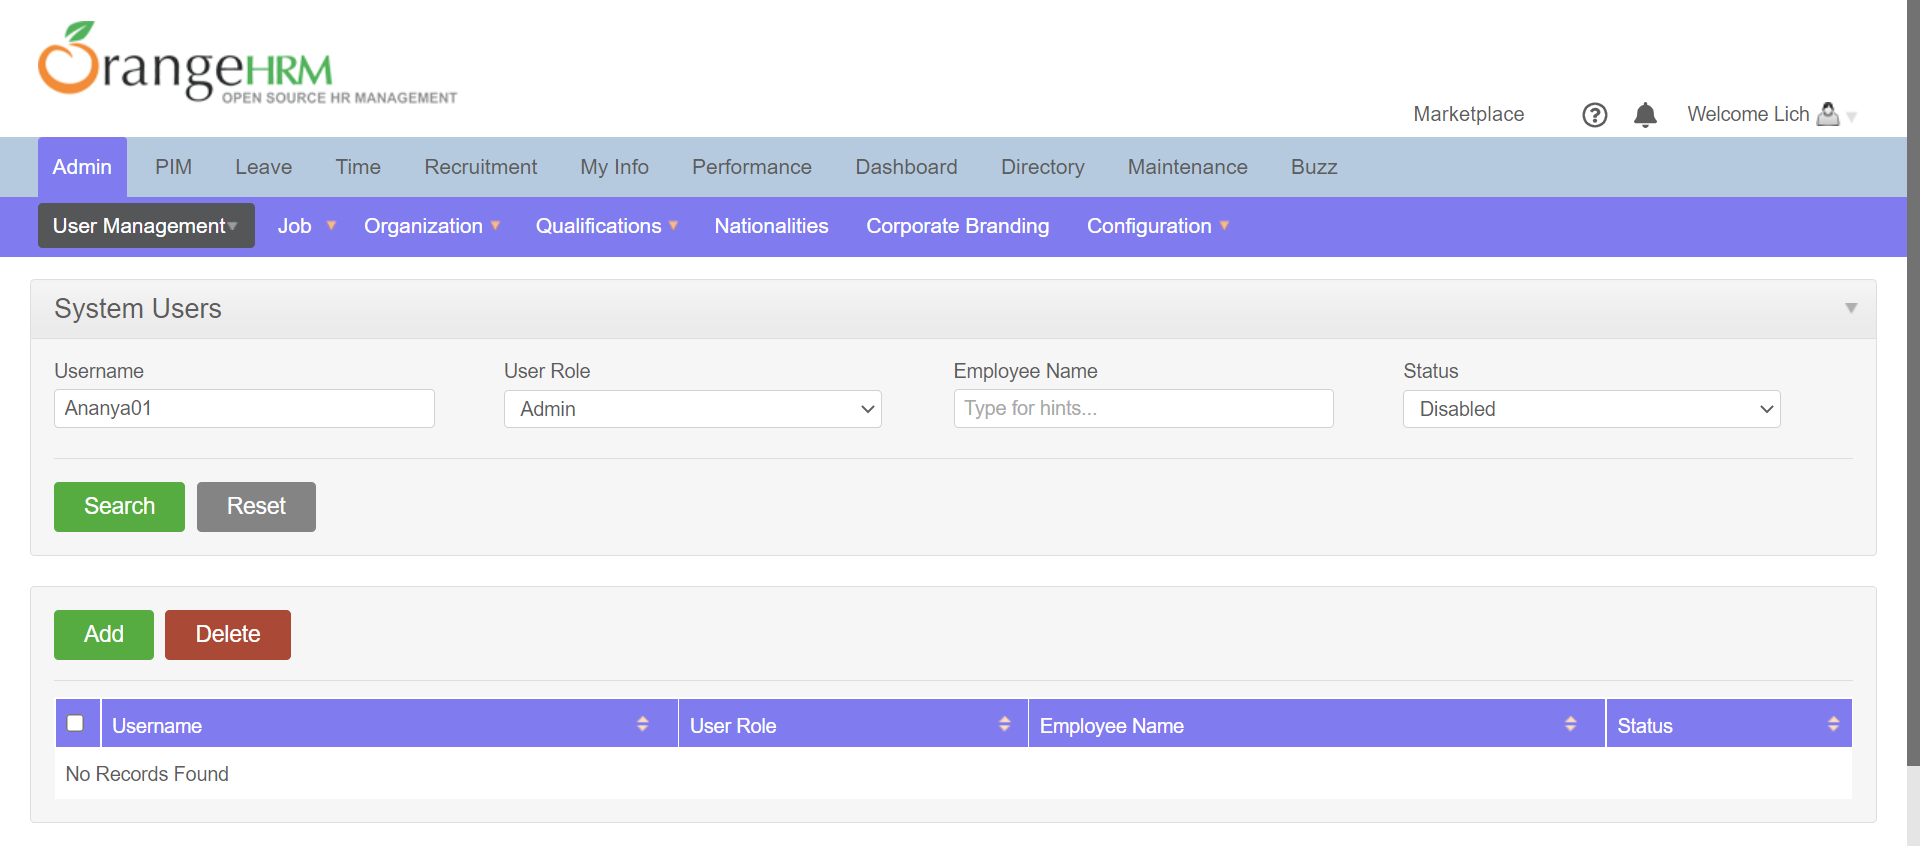 OrangeHRM
OPEN SOURCE HR MANAGEMENT
Marketplace ? Welcome Lich
Admin PIM Leave Time Recruitment My Info Performance Dashboard Directory Maintenance Buzz
User Management Job Organization Qualifications Nationalities Corporate Branding Configuration
System Users
Username User Role Employee Name Status
Ananya01 Admin Type for hints... Disabled
Search Reset
Add Delete
Username User Role Employee Name Status
No Records Found